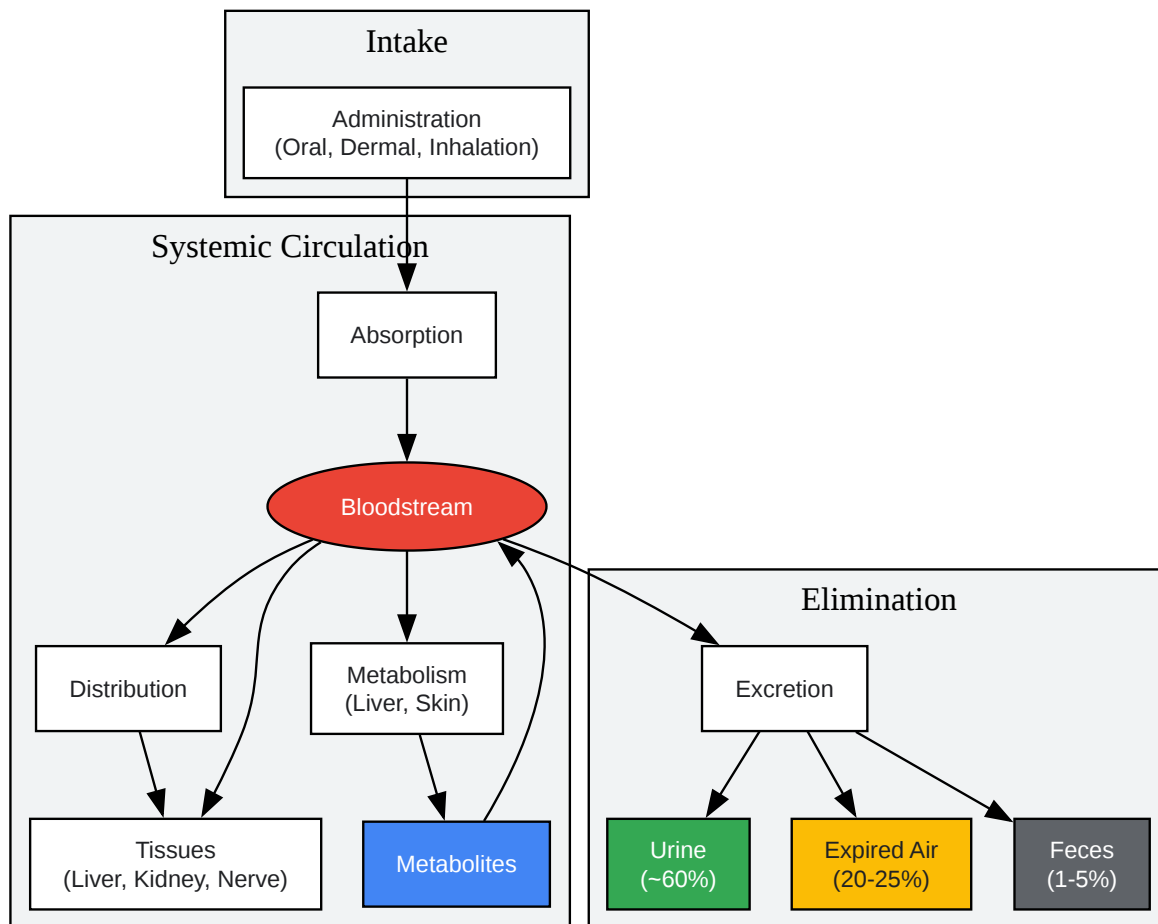 Intake
Administration
(Oral, Dermal, Inhalation)
Systemic Circulation
Absorption
Bloodstream
Elimination
Distribution
Metabolism
(Liver, Skin)
Excretion
Tissues
(Liver, Kidney, Nerve)
Metabolites
Urine
(~60%)
Expired Air
(20-25%)
Feces
(1-5%)